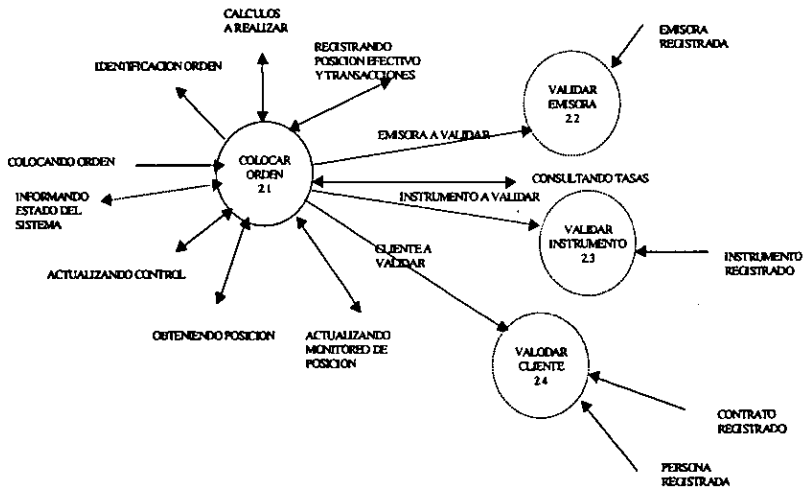 CALCULOS
A REALIZAR
REGISTRANDO
POSICION EFECTIVO
Y TRANSACCIONES
IDENTIFICACION ORDEN
EMISORA
REGISTRADA
VALIDAR
EMISORA
2.2
EMISORA A VALIDAR
COLOCANDO ORDEN
COLOCAR
ORDEN
2.1
CONSULTANDO TASAS
INSTRUMENTO A VALIDAR
INFORMANDO
ESTADO DEL
SISTEMA
VALIDAR
INSTRUMENTO
2.3
CLIENTE A
VALIDAR
INSTRUMENTO
REGISTRADO
ACTUALIZANDO CONTROL
OBTENIENDO POSICION
ACTUALIZANDO
MONITOREO DE
POSICION
VALODAR
CLIENTE
2.4
CONTRATO
REGISTRADO
PERSONA
REGISTRADA